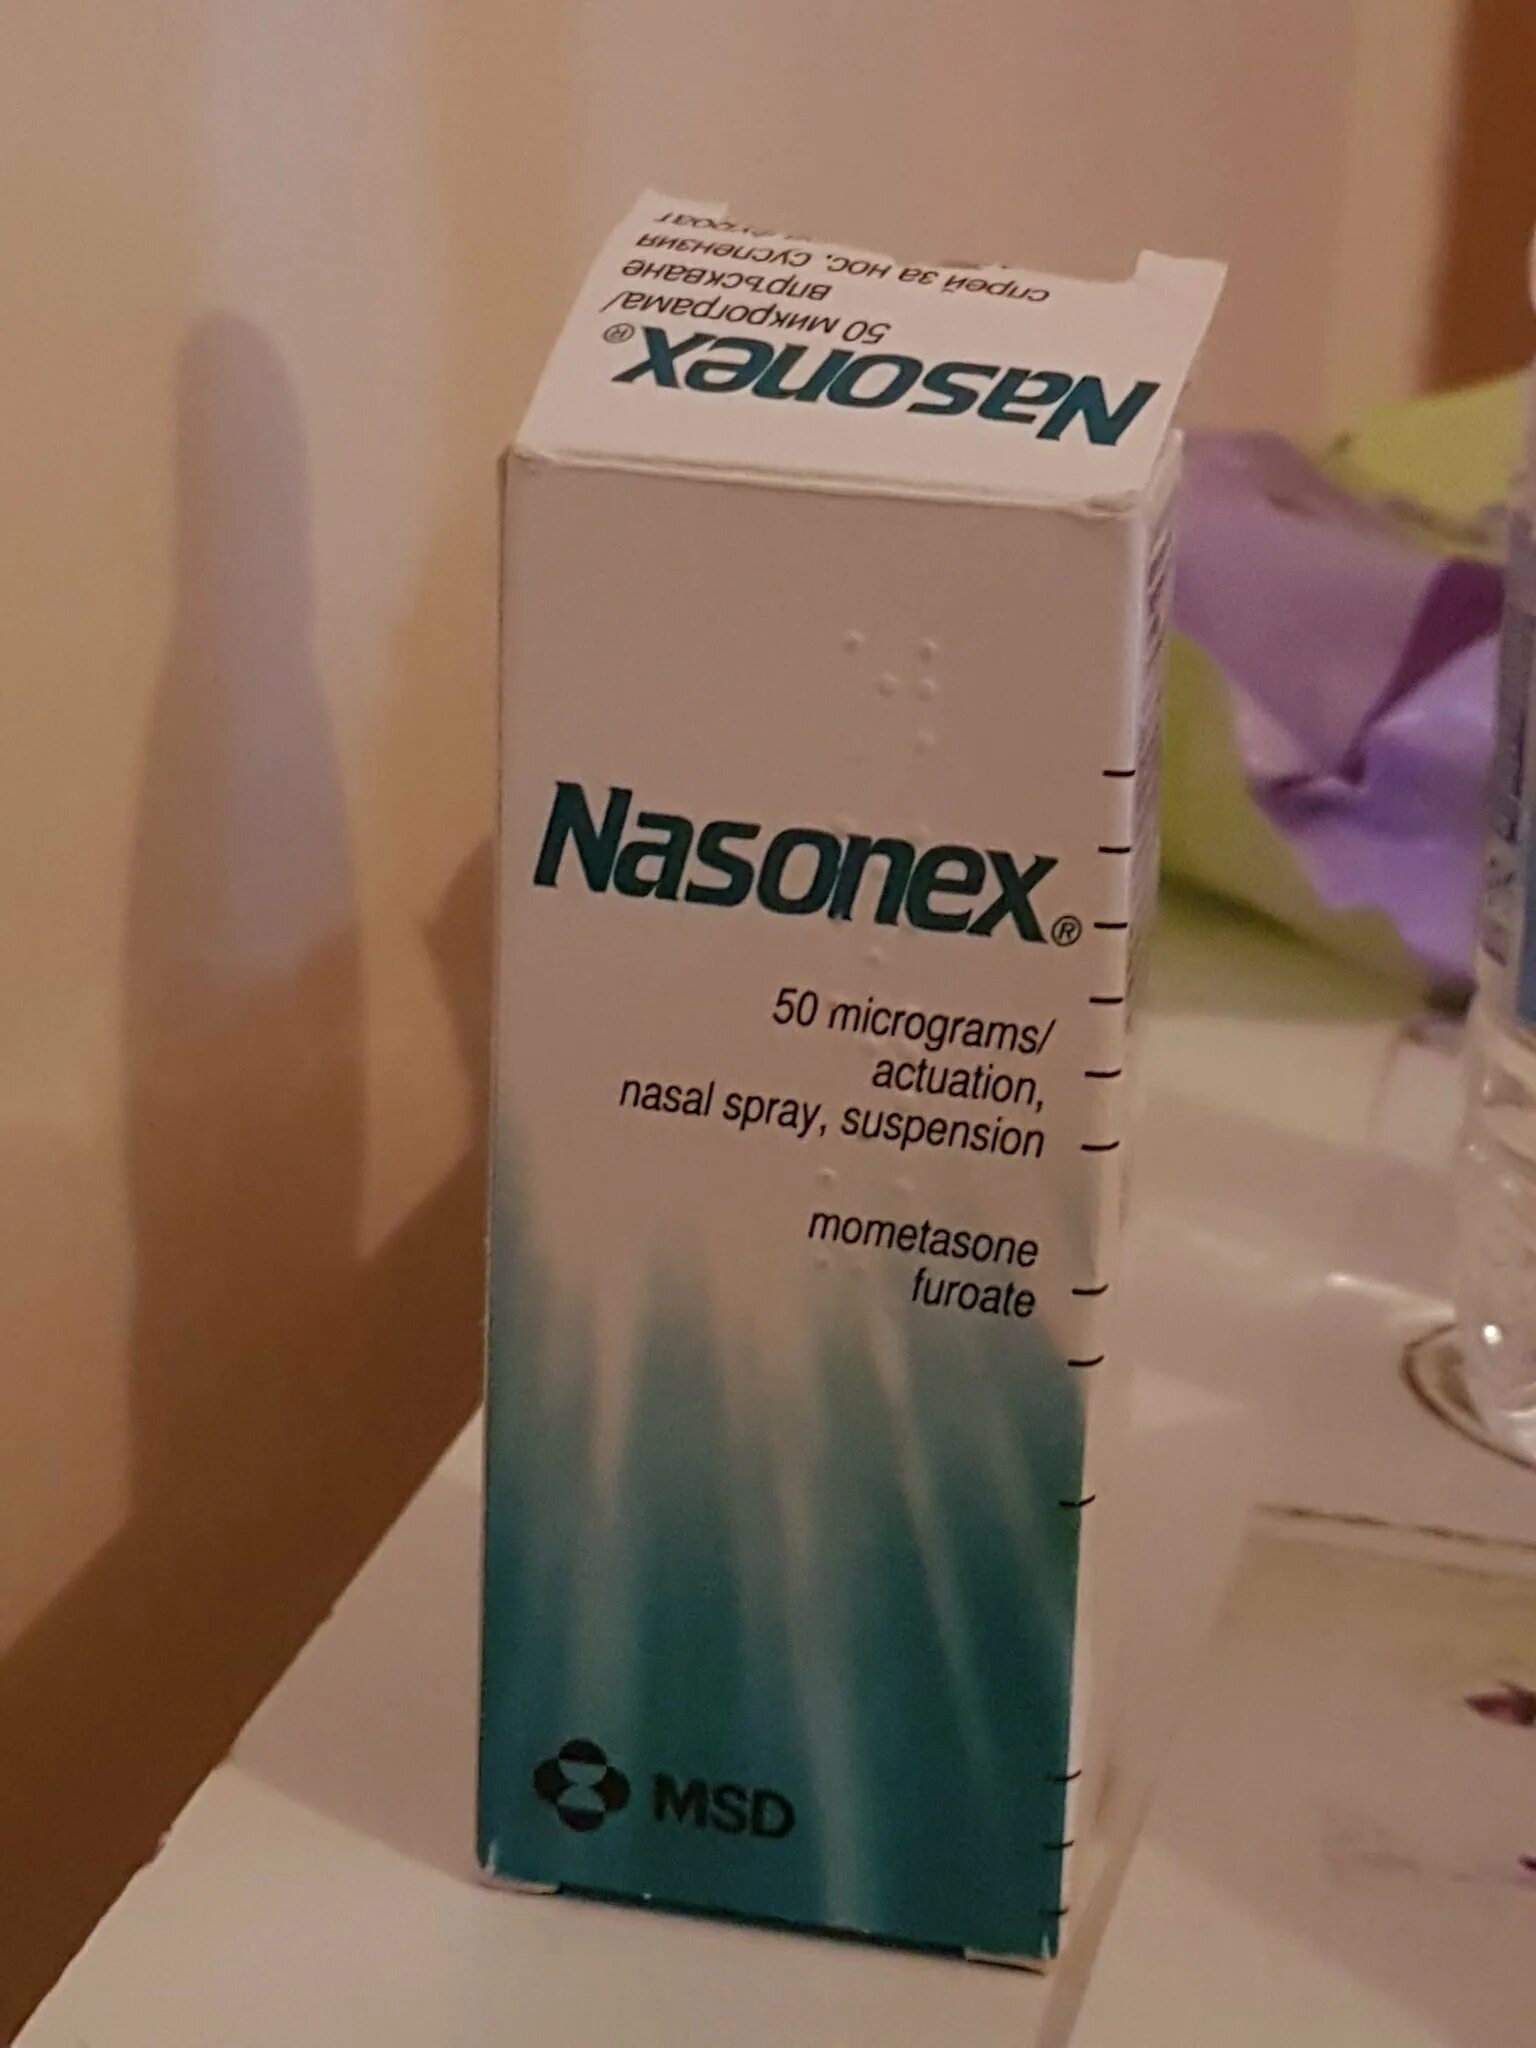 Nasonex®
50 микрограма/
впръскване
спрей за нос, суспензия
Nasonex®
50 micrograms/
actuation,
nasal spray, suspension
mometasone
furoate
MSD